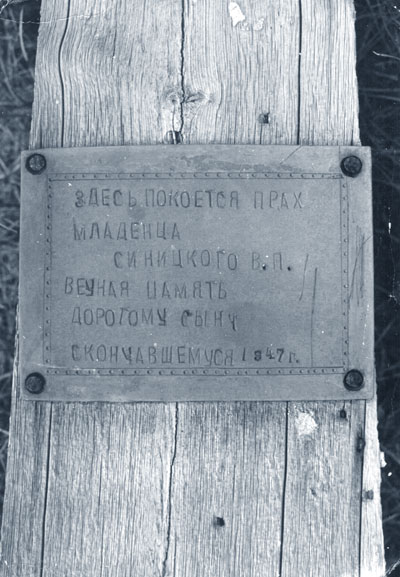 ЗДЕСЬ ПОКОЕТСЯ ПРАХ
МЛАДЕНЦА
СИНИЦКОГО В.П.
ВЕЧНАЯ ПАМЯТЬ
ДОРОГОМУ СЫНУ
СКОНЧАВШЕМУСЯ 1947г.